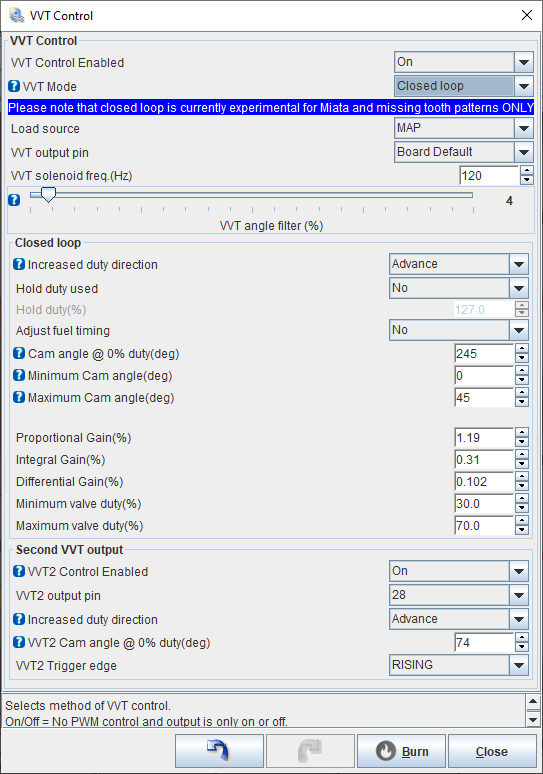 VVT Control
VVT Control
VVT Control Enabled On
VVT Mode Closed loop
Please note that closed loop is currently experimental for Miata and missing tooth patterns ONLY
Load source MAP
VVT output pin Board Default
VVT solenoid freq.(Hz) 120
4
VVT angle filter (%)
Closed loop
Increased duty direction Advance
Hold duty used No
Hold duty(%) 127.0
Adjust fuel timing No
Cam angle @ 0% duty(deg) 245
Minimum Cam angle(deg) 0
Maximum Cam angle(deg) 45
Proportional Gain(%) 1.19
Integral Gain(%) 0.31
Differential Gain(%) 0.102
Minimum valve duty(%) 30.0
Maximum valve duty(%) 70.0
Second VVT output
VVT2 Control Enabled On
VVT2 output pin 28
Increased duty direction Advance
VVT2 Cam angle @ 0% duty(deg) 74
VVT2 Trigger edge RISING
Selects method of VVT control.
On/Off = No PWM control and output is only on or off.
Burn Close